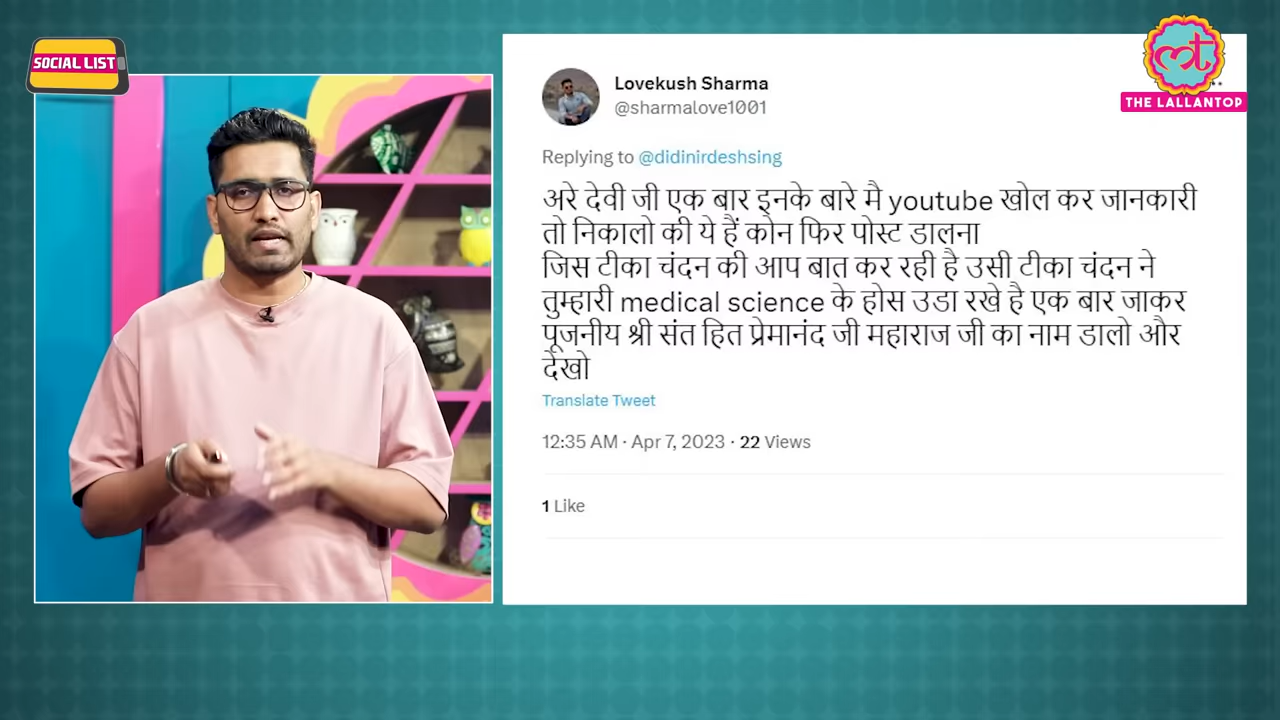 SOCIAL LIST
THE LALLANTOP
Lovekush Sharma
@sharmalove1001
Replying to @didinirdeshsing
अरे देवी जी एक बार इनके बारे मै youtube खोल कर जानकारी
तो निकालो की ये हैं कोन फिर पोस्ट डालना
जिस टीका चंदन की आप बात कर रही है उसी टीका चंदन ने
तुम्हारी medical science के होस उडा रखे है एक बार जाकर
पूजनीय श्री संत हित प्रेमानंद जी महाराज जी का नाम डालो और
देखो
Translate Tweet
12:35 AM · Apr 7, 2023 · 22 Views
1 Like